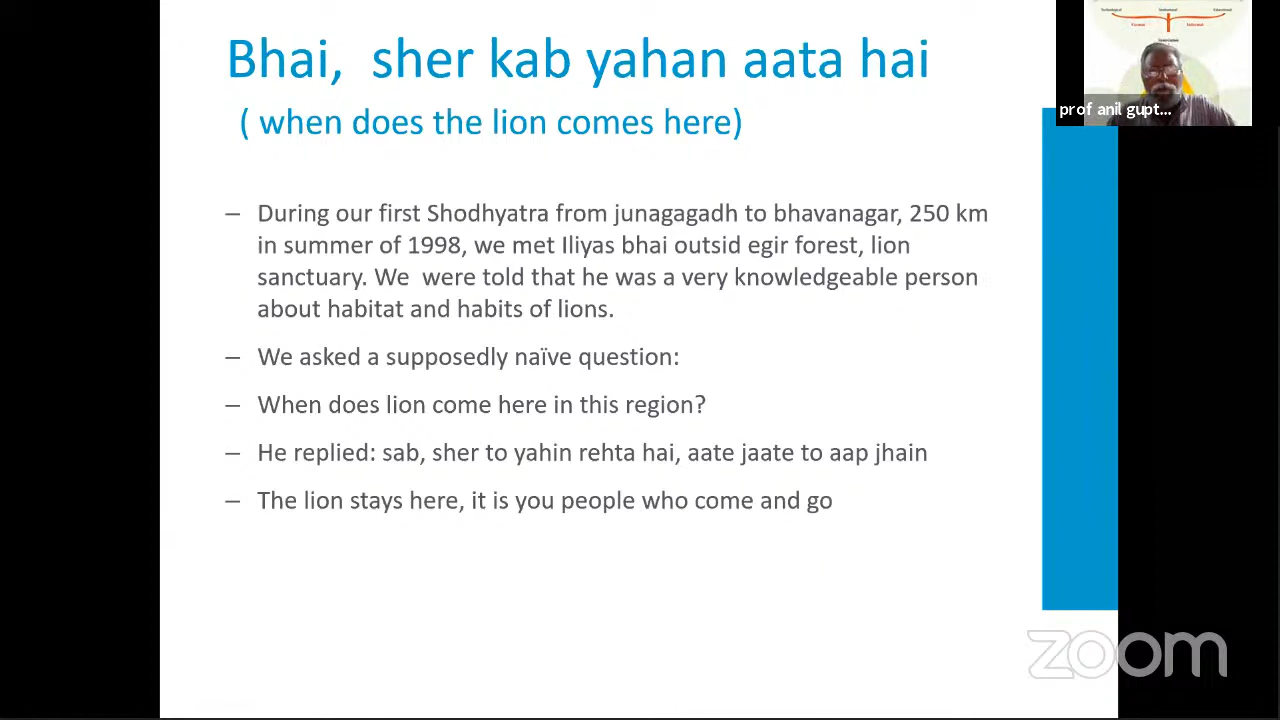 Bhai, sher kab yahan aata hai
( when does the lion comes here)
– During our first Shodhyatra from junagagadh to bhavanagar, 250 km
in summer of 1998, we met Iliyas bhai outsid egir forest, lion
sanctuary. We were told that he was a very knowledgeable person
about habitat and habits of lions.
– We asked a supposedly naïve question:
– When does lion come here in this region?
– He replied: sab, sher to yahin rehta hai, aate jaate to aap jhain
– The lion stays here, it is you people who come and go
prof anil gupt...
zoom